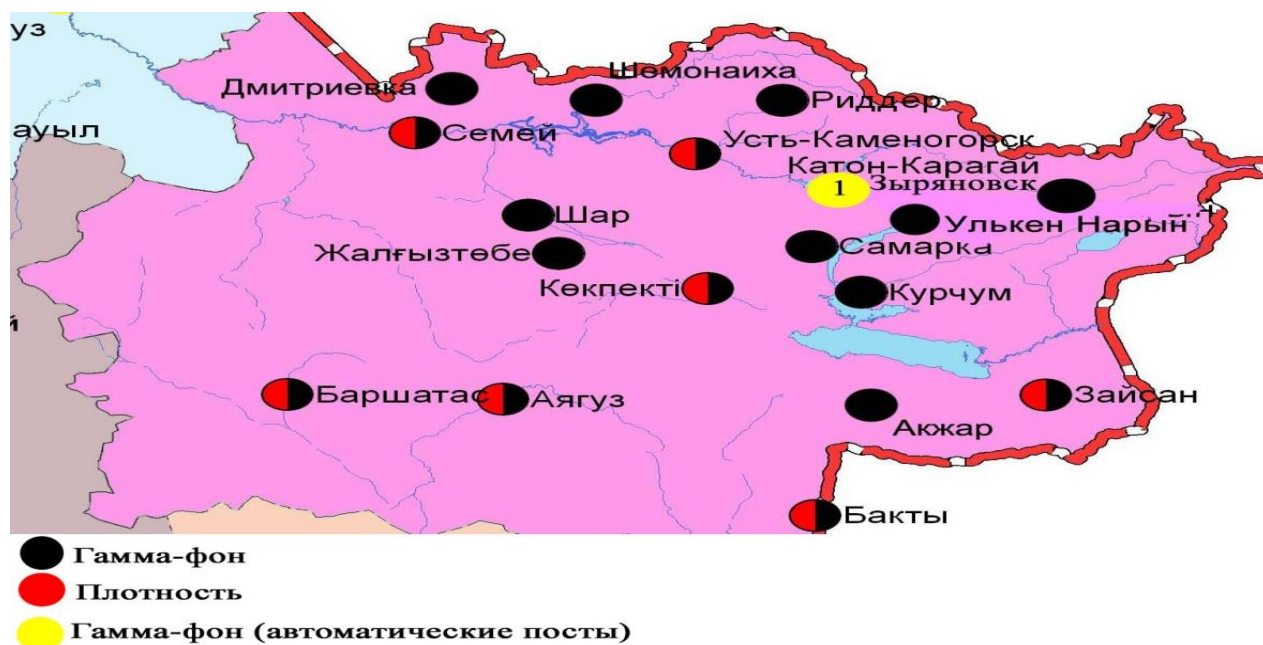 уз
Шемонаиха
Дмитриевка
Риддер
ауыл
Семей
Усть-Каменогорск
Катон-Карагай
1
Зыряновск
Шар
Улькен Нарын
Жалғызтөбе
Самарка
Көкпекті
Курчум
й
Баршатас
Аягуз
Зайсан
Акжар
Бакты
Гамма-фон
Плотность
Гамма-фон (автоматические посты)